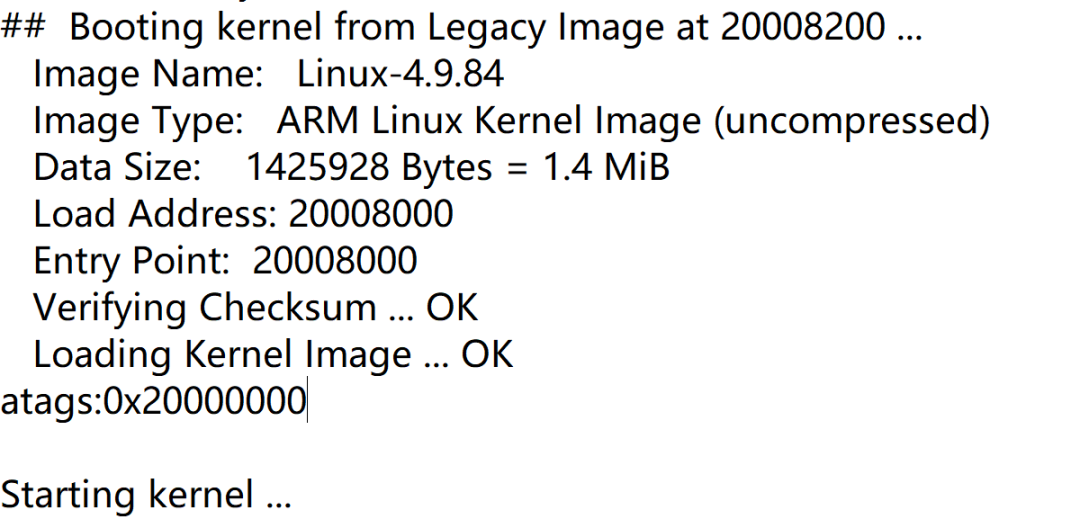 ## Booting kernel from Legacy Image at 20008200 ...
Image Name: Linux-4.9.84
Image Type: ARM Linux Kernel Image (uncompressed)
Data Size: 1425928 Bytes = 1.4 MiB
Load Address: 20008000
Entry Point: 20008000
Verifying Checksum ... OK
Loading Kernel Image ... OK
atags:0x20000000
Starting kernel ...